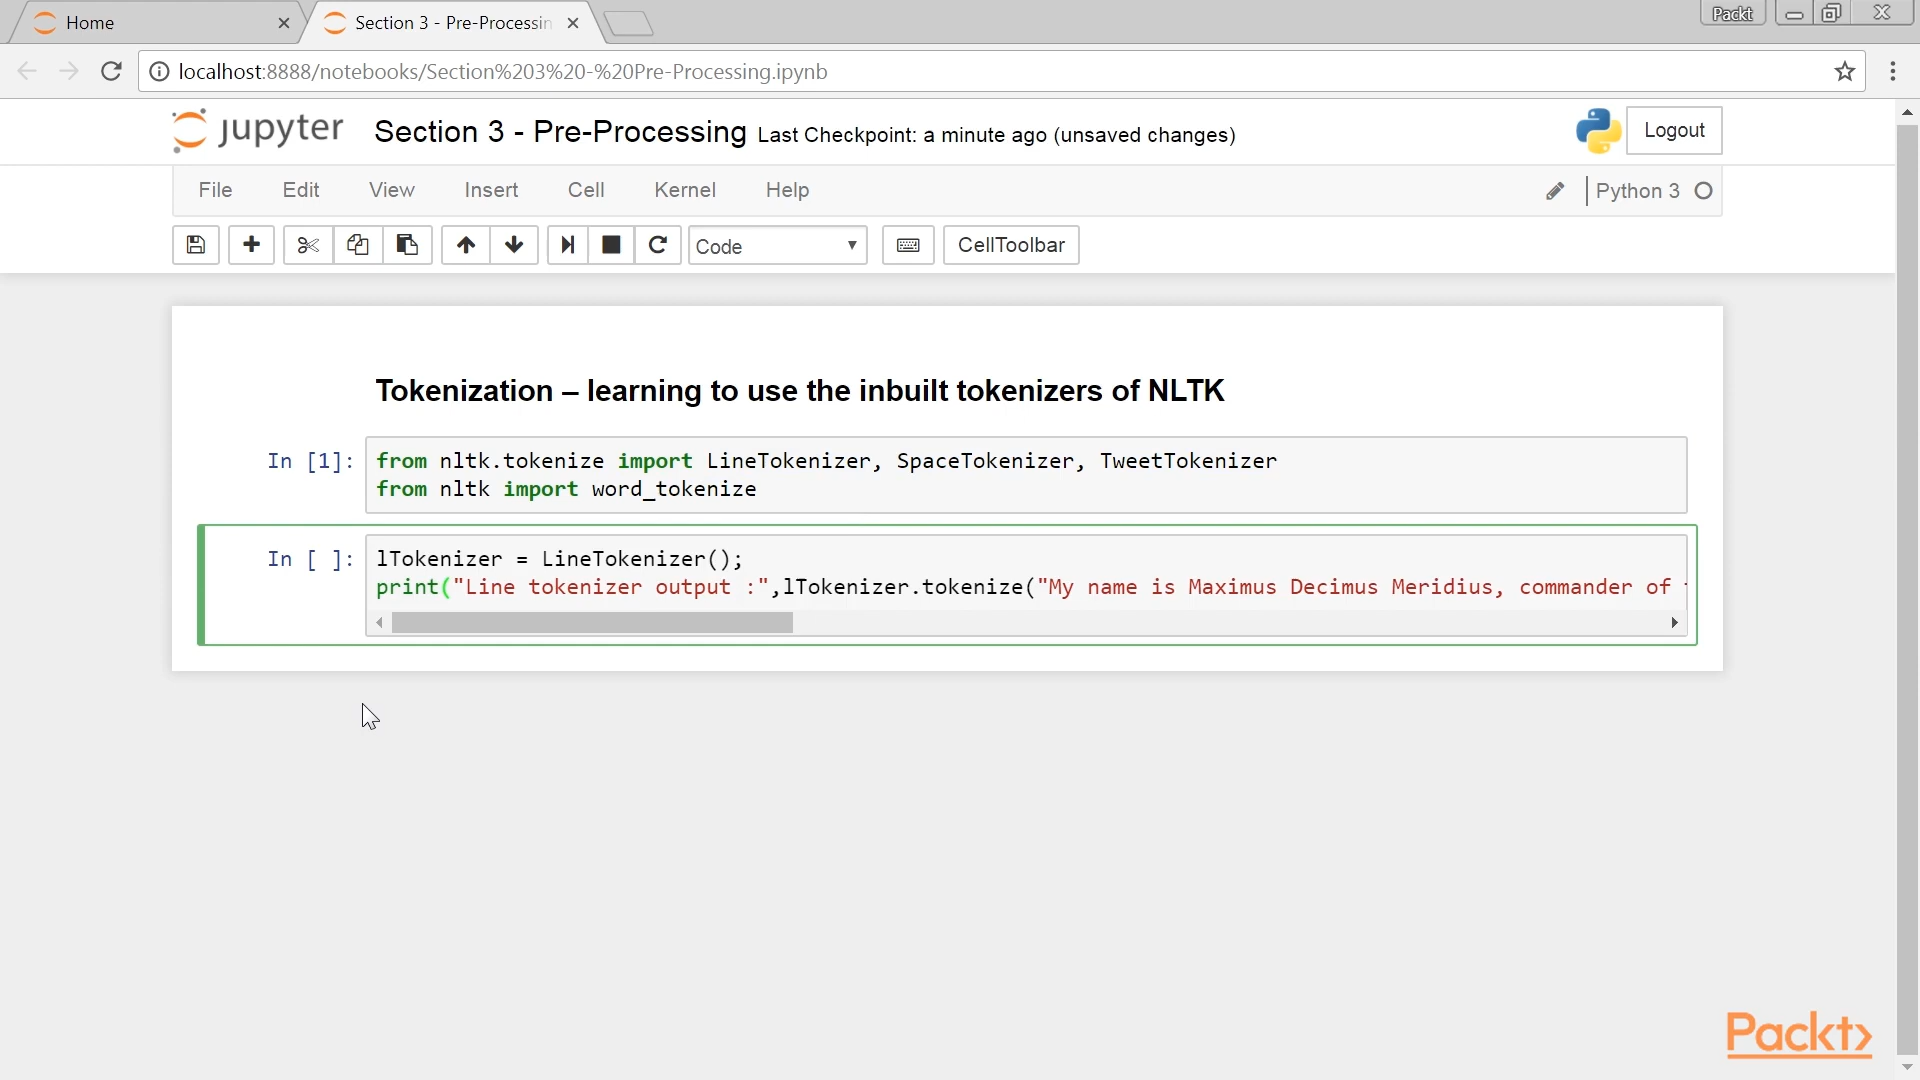 Home
Section 3 - Pre-Processin
Packt
localhost:8888/notebooks/Section%203%20-%20Pre-Processing.ipynb
jupyter Section 3 - Pre-Processing Last Checkpoint: a minute ago (unsaved changes)
Logout
File Edit View Insert Cell Kernel Help
Python 3
Code
CellToolbar
Tokenization – learning to use the inbuilt tokenizers of NLTK
In [1]: from nltk.tokenize import LineTokenizer, SpaceTokenizer, TweetTokenizer
from nltk import word_tokenize
In [ ]: lTokenizer = LineTokenizer();
print("Line tokenizer output :",lTokenizer.tokenize("My name is Maximus Decimus Meridius, commander of
Packt>